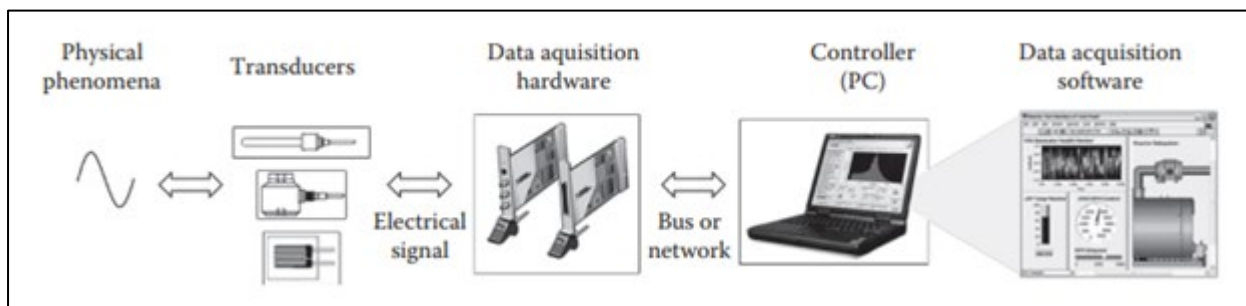 Physical
phenomena
Transducers
Data aquisition
hardware
Controller
(PC)
Data acquisition
software
Electrical
signal
Bus or
network